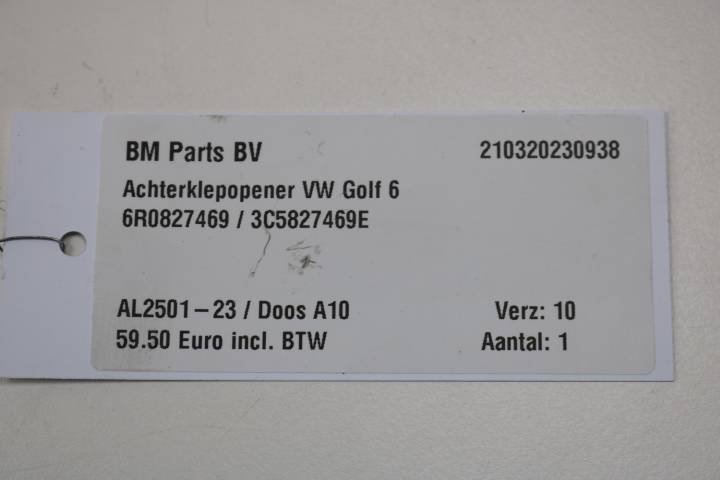 BM Parts BV 210320230938
Achterklepopener VW Golf 6
6R0827469 / 3C5827469E
AL2501-23 / Doos A10 Verz: 10
59.50 Euro incl. BTW Aantal: 1